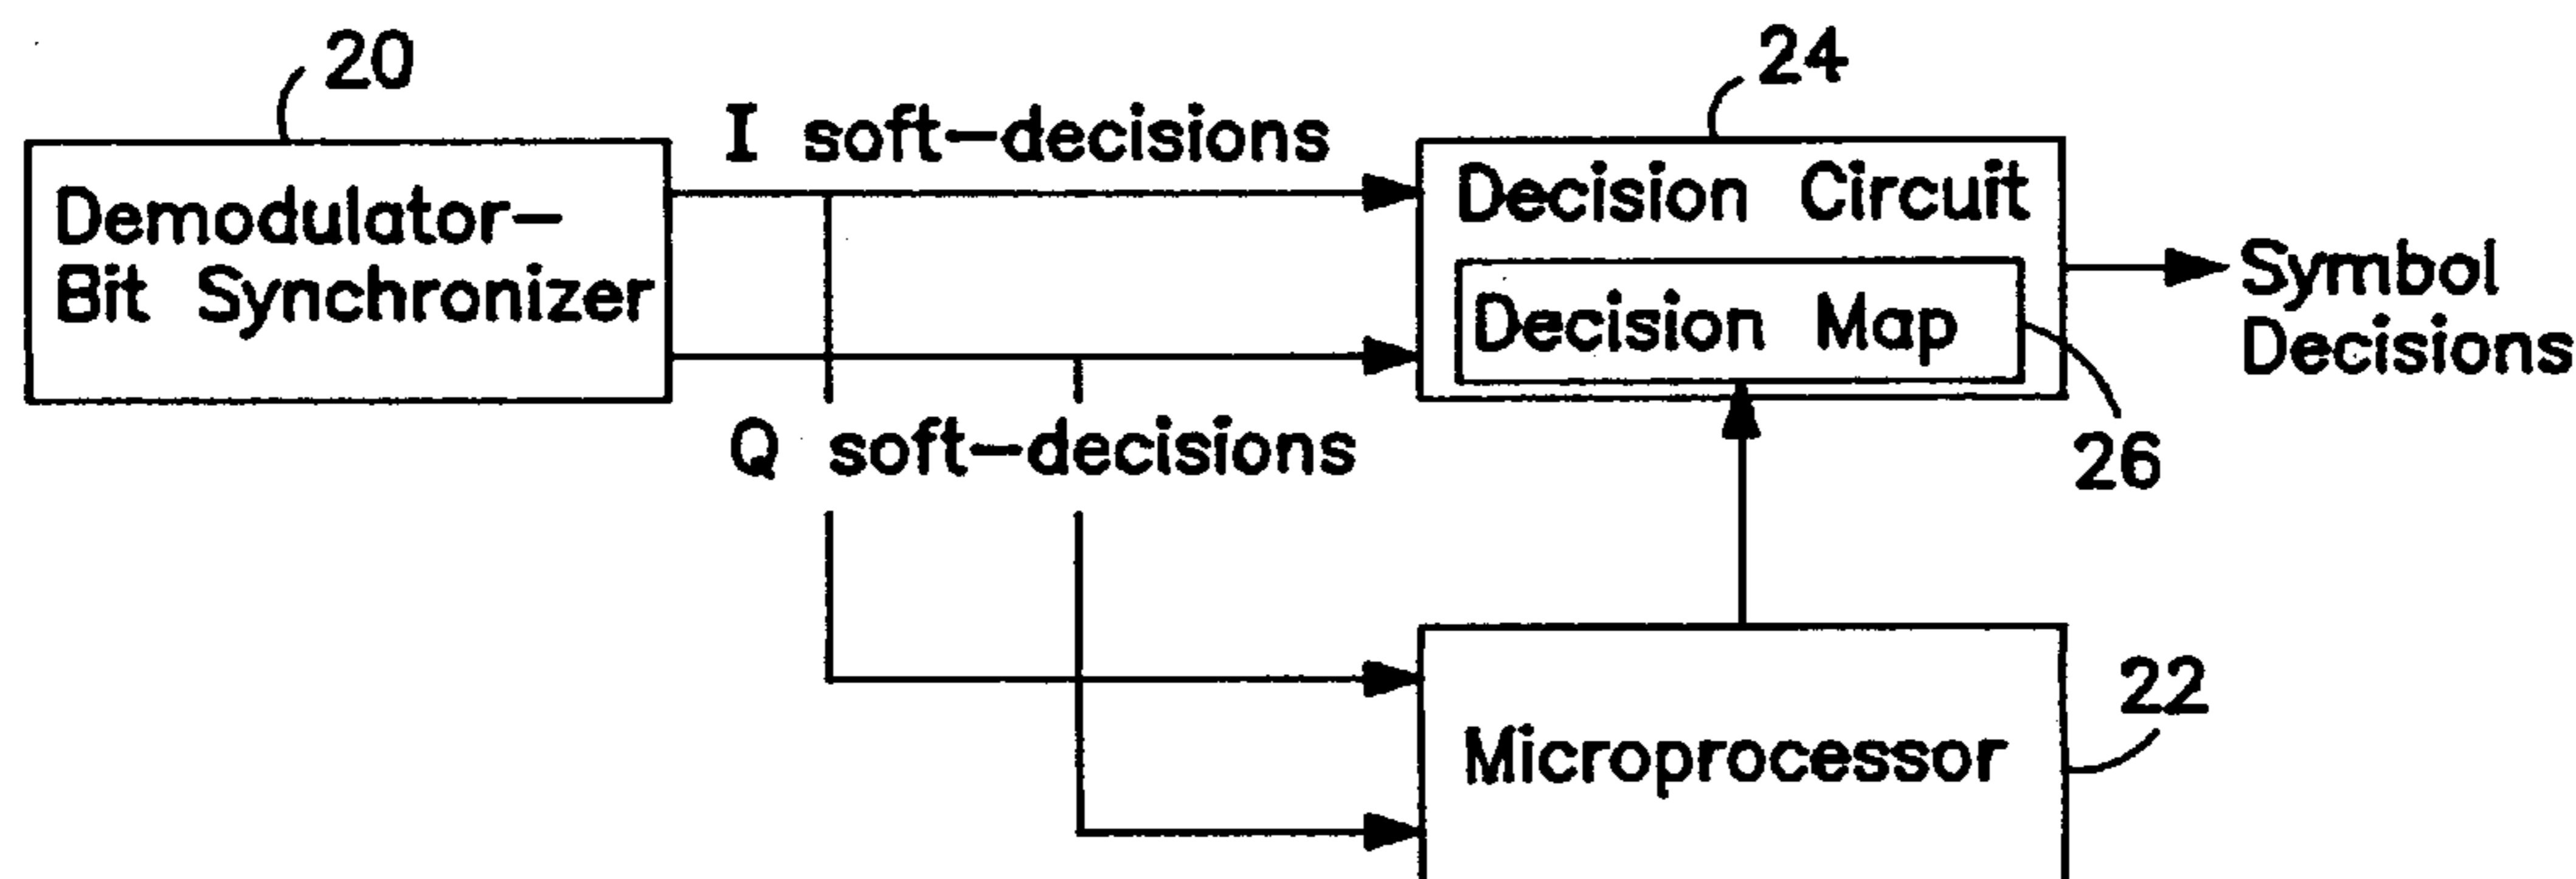 20
24
I soft-decisions
Demodulator-
Bit Synchronizer
Decision Circuit
Decision Map
Symbol
Decisions
Q soft-decisions
26
22
Microprocessor